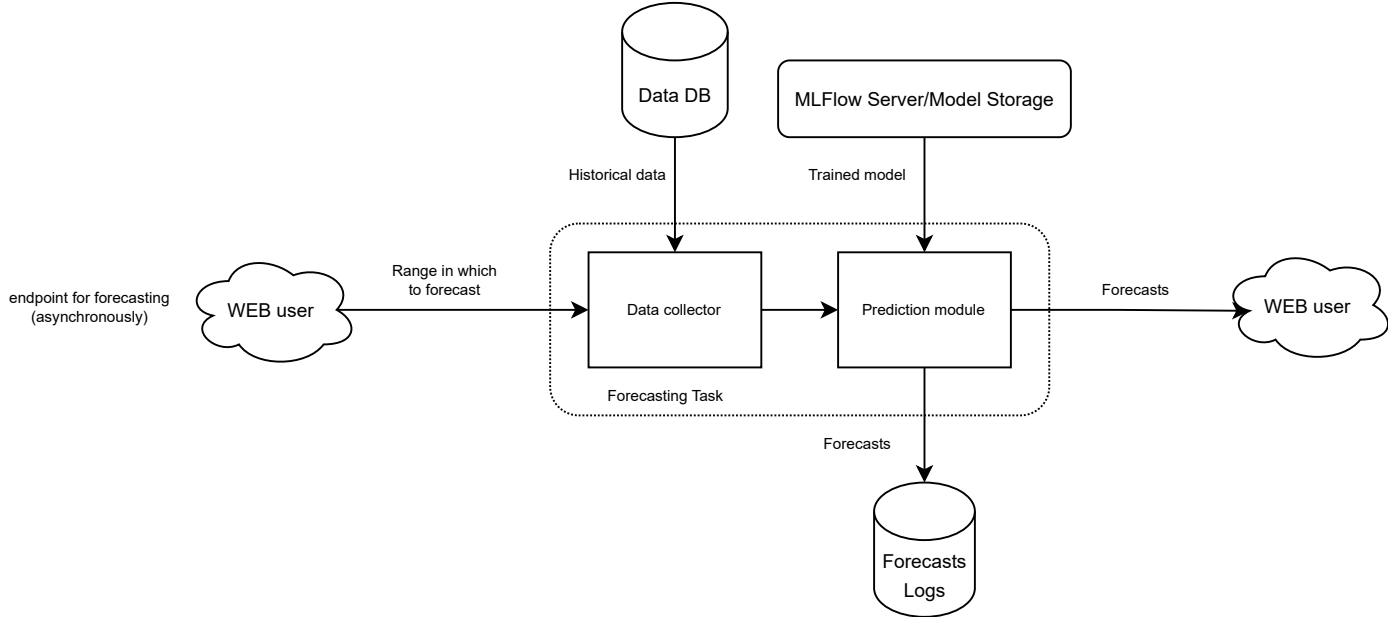 Data DB
MLFlow Server/Model Storage
Historical data
Trained model
endpoint for forecasting
(asynchronously)
WEB user
Range in which
to forecast
Data collector
Prediction module
Forecasts
WEB user
Forecasting Task
Forecasts
Forecasts
Logs